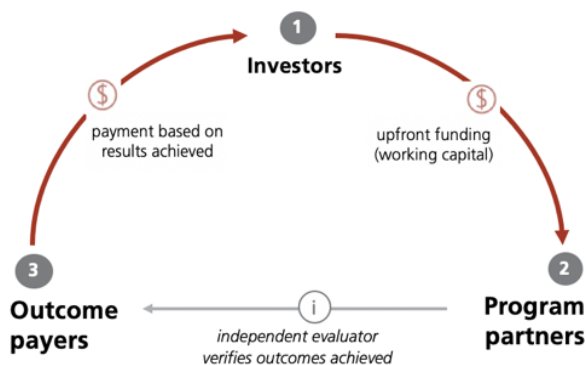 1
Investors
$
payment based on
results achieved
$
upfront funding
(working capital)
3
Outcome
payers
2
Program
partners
i
independent evaluator
verifies outcomes achieved